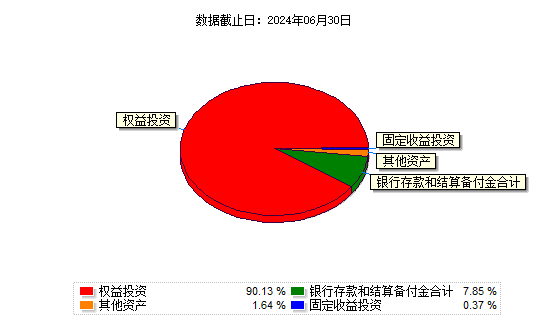 数据截止日：2024年06月30日
权益投资
固定收益投资
其他资产
银行存款和结算备付金合计
权益投资 90.13 % 银行存款和结算备付金合计 7.85 %
其他资产 1.64 % 固定收益投资 0.37 %